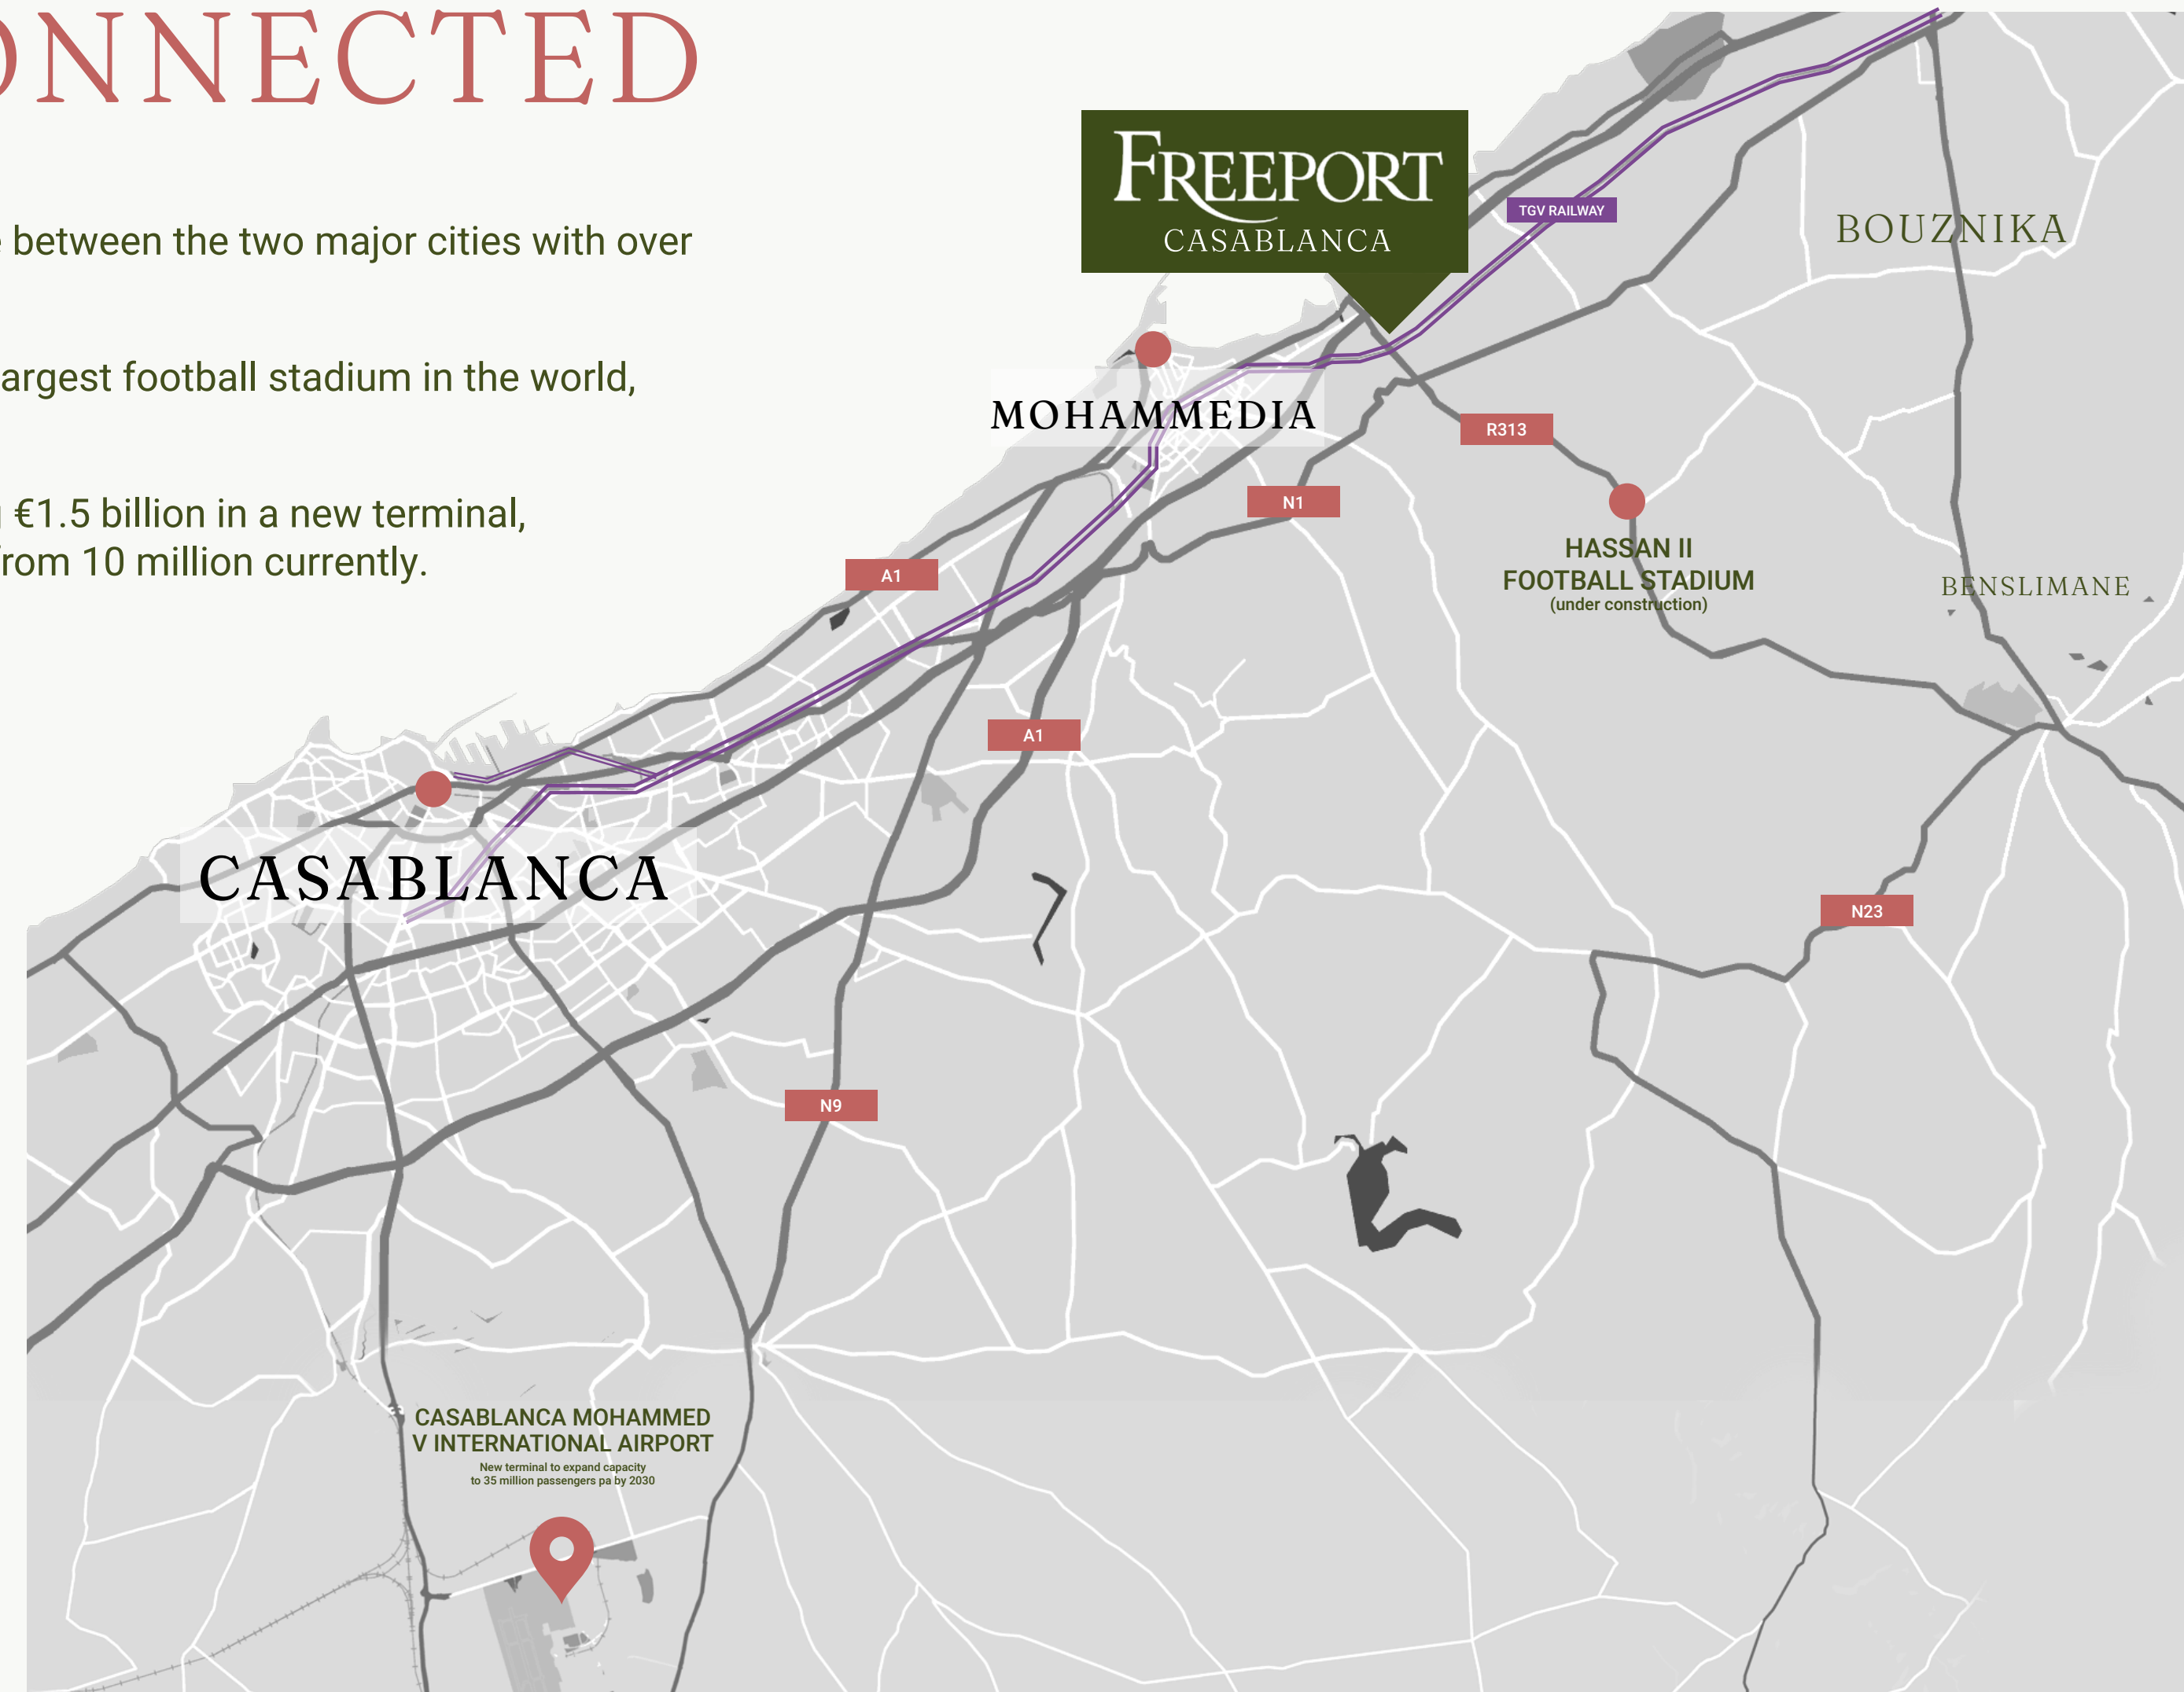 ONNECTED
between the two major cities with over
argest football stadium in the world,
€1.5 billion in a new terminal,
rom 10 million currently.
FREEPORT
CASABLANCA
TGV RAILWAY
BOUZNIKA
MOHAMMEDIA
R313
N1
HASSAN II
FOOTBALL STADIUM
(under construction)
A1
BENSLIMANE
A1
CASABLANCA
N23
N9
CASABLANCA MOHAMMED
V INTERNATIONAL AIRPORT
New terminal to expand capacity
to 35 million passengers pa by 2030